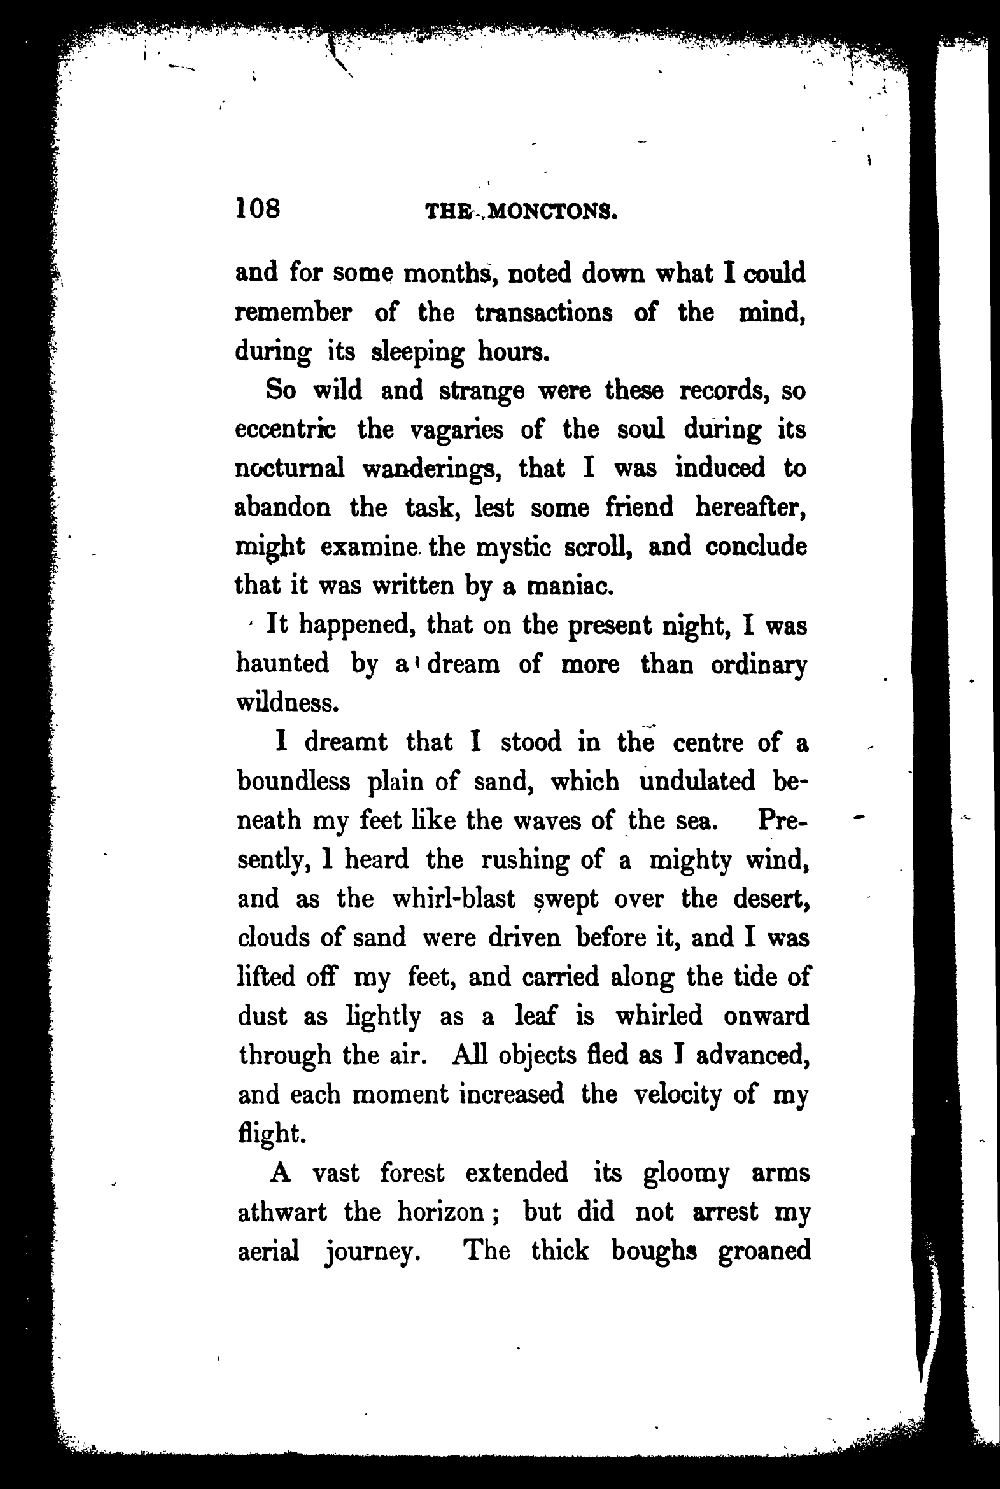 108 THE MONCTONS.
and for some months, noted down what I could
remember of the transactions of the mind,
during its sleeping hours.
So wild and strange were these records, so
eccentric the vagaries of the soul during its
nocturnal wanderings, that I was induced to
abandon the task, lest some friend hereafter,
might examine the mystic scroll, and conclude
that it was written by a maniac.
It happened, that on the present night, I was
haunted by a dream of more than ordinary
wildness.
I dreamt that I stood in the centre of a
boundless plain of sand, which undulated be-
neath my feet like the waves of the sea. Pre-
sently, I heard the rushing of a mighty wind,
and as the whirl-blast swept over the desert,
clouds of sand were driven before it, and I was
lifted off my feet, and carried along the tide of
dust as lightly as a leaf is whirled onward
through the air. All objects fled as I advanced,
and each moment increased the velocity of my
flight.
A vast forest extended its gloomy arms
athwart the horizon; but did not arrest my
aerial journey. The thick boughs groaned